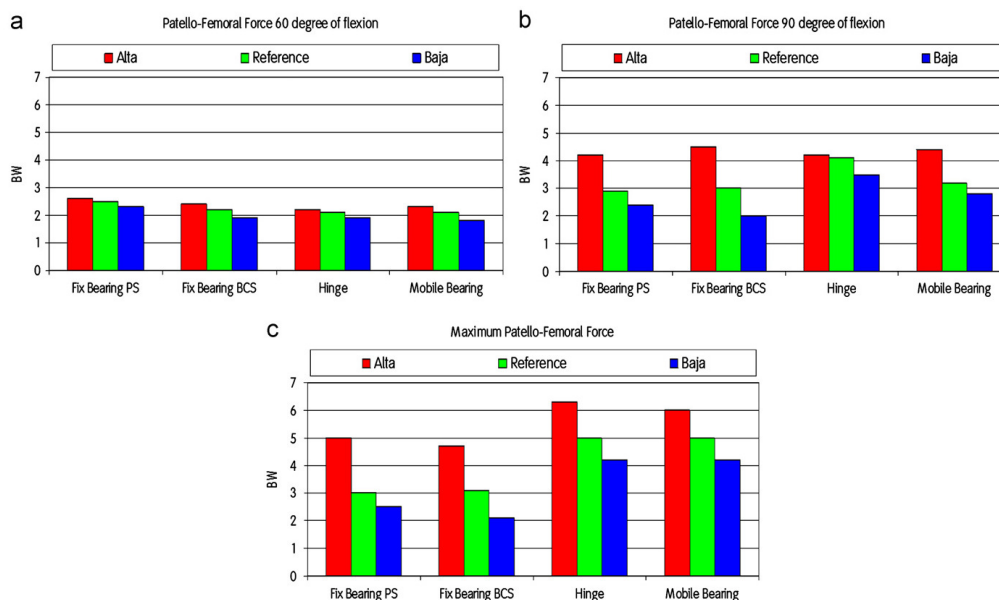 a
Patello-Femoral Force 60 degree of flexion
Alta Reference Baja
7
6
5
4
3
2
1
0
BW
Fix Bearing PS Fix Bearing BCS Hinge Mobile Bearing
b
Patello-Femoral Force 90 degree of flexion
Alta Reference Baja
7
6
5
4
3
2
1
0
BW
Fix Bearing PS Fix Bearing BCS Hinge Mobile Bearing
c
Maximum Patello-Femoral Force
Alta Reference Baja
7
6
5
4
3
2
1
0
BW
Fix Bearing PS Fix Bearing BCS Hinge Mobile Bearing